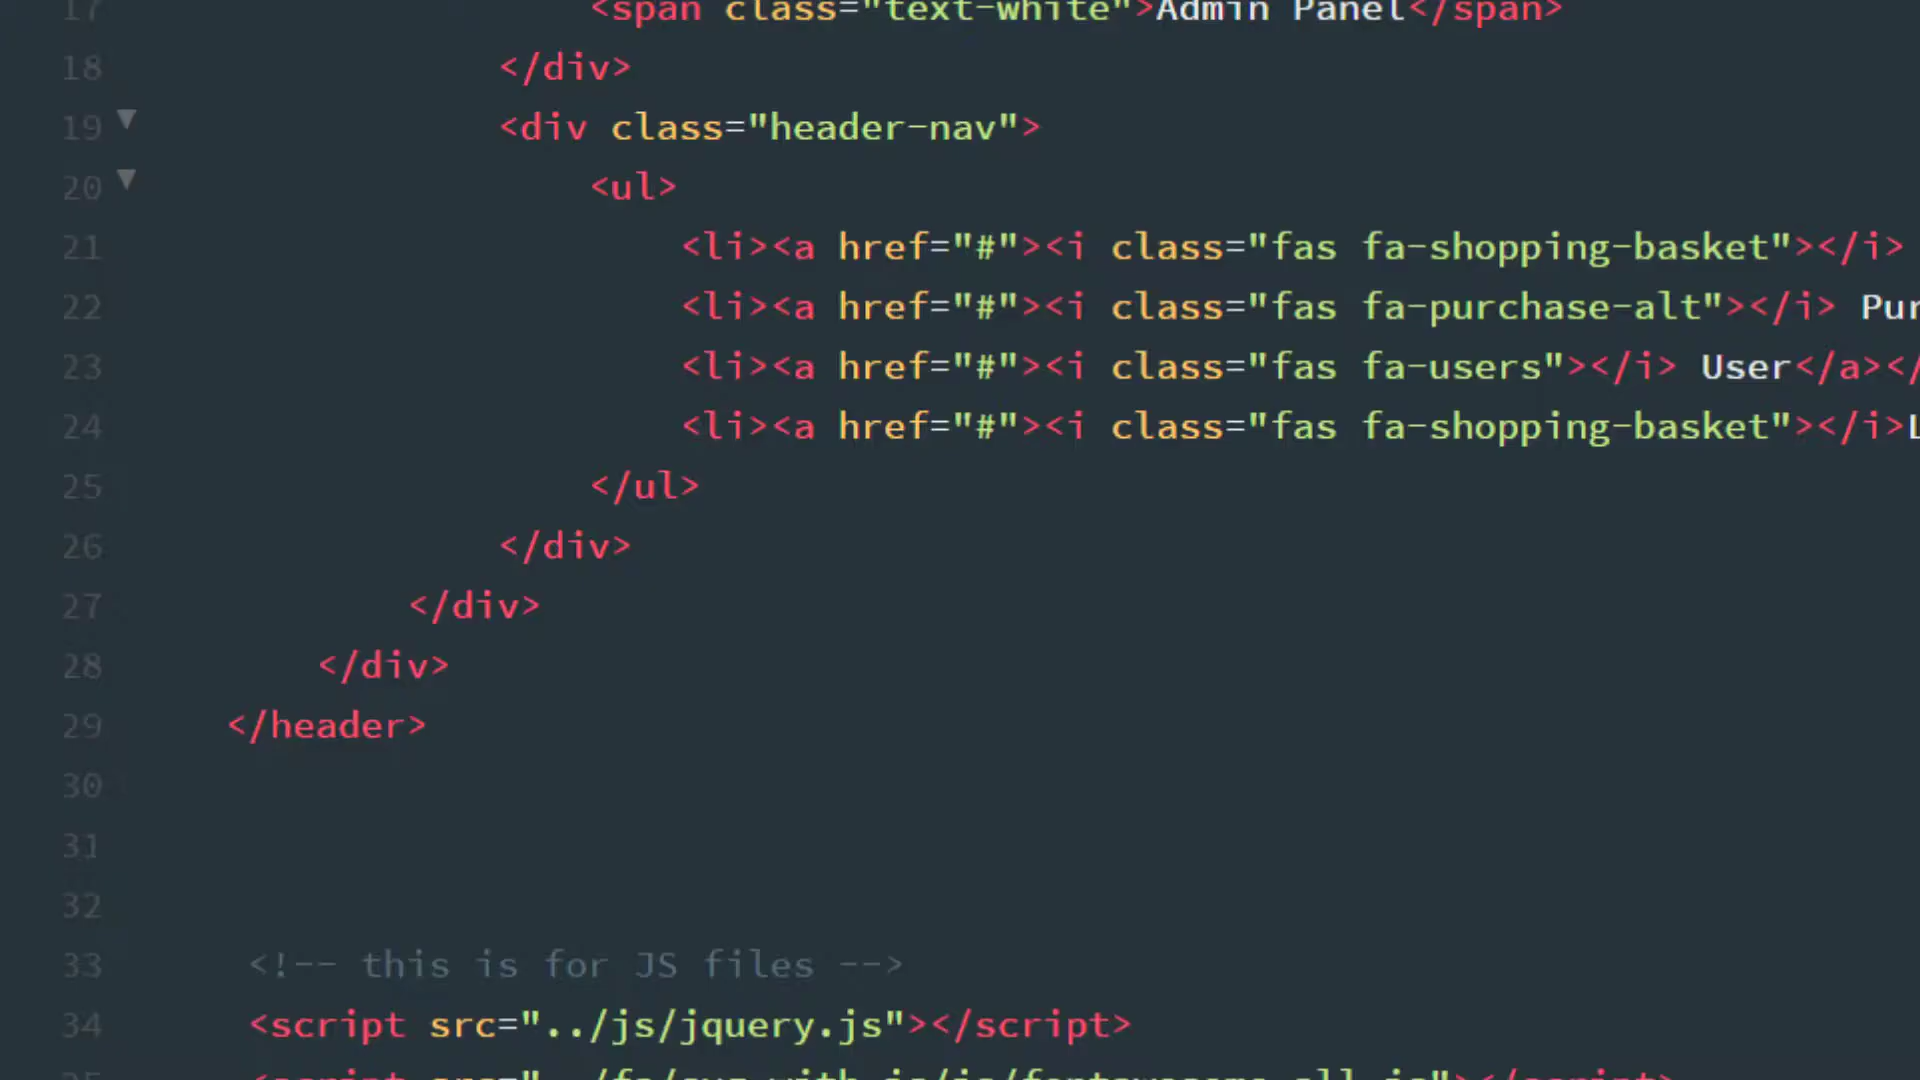 17 <span class="text-white">Admin Panel</span>
18 </div>
19 <div class="header-nav">
20 <ul>
21 <li><a href="#"><i class="fas fa-shopping-basket"></i>
22 <li><a href="#"><i class="fas fa-purchase-alt"></i> Pur
23 <li><a href="#"><i class="fas fa-users"></i> User</a></
24 <li><a href="#"><i class="fas fa-shopping-basket"></i>L
25 </ul>
26 </div>
27 </div>
28 </div>
29 </header>
30
31
32
33 <!-- this is for JS files -->
34 <script src="../js/jquery.js"></script>